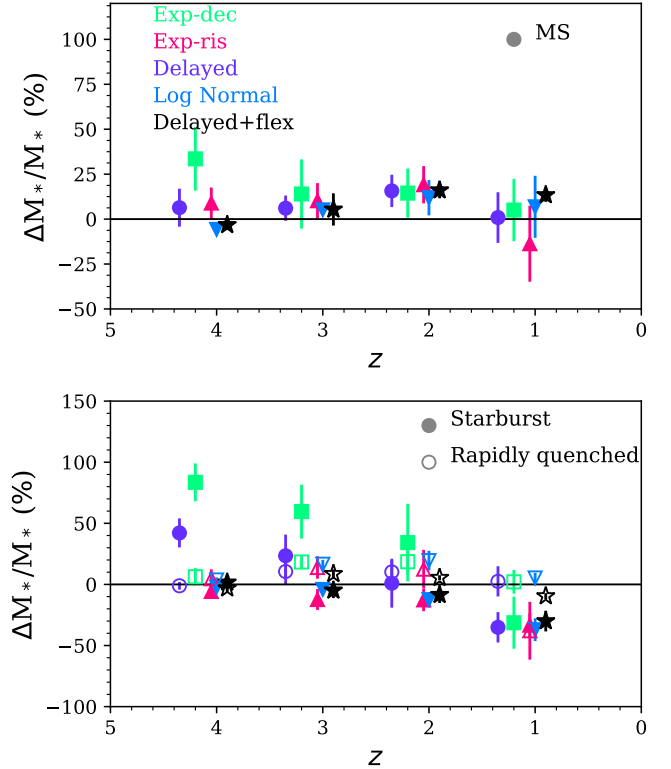 Exp-dec
Exp-ris
Delayed
Log Normal
Delayed+flex
MS
100
75
50
25
0
−25
−50
ΔM*/M* (%)
5 4 3 2 1 0
z
Starburst
Rapidly quenched
150
100
50
0
−50
−100
ΔM*/M* (%)
5 4 3 2 1 0
z